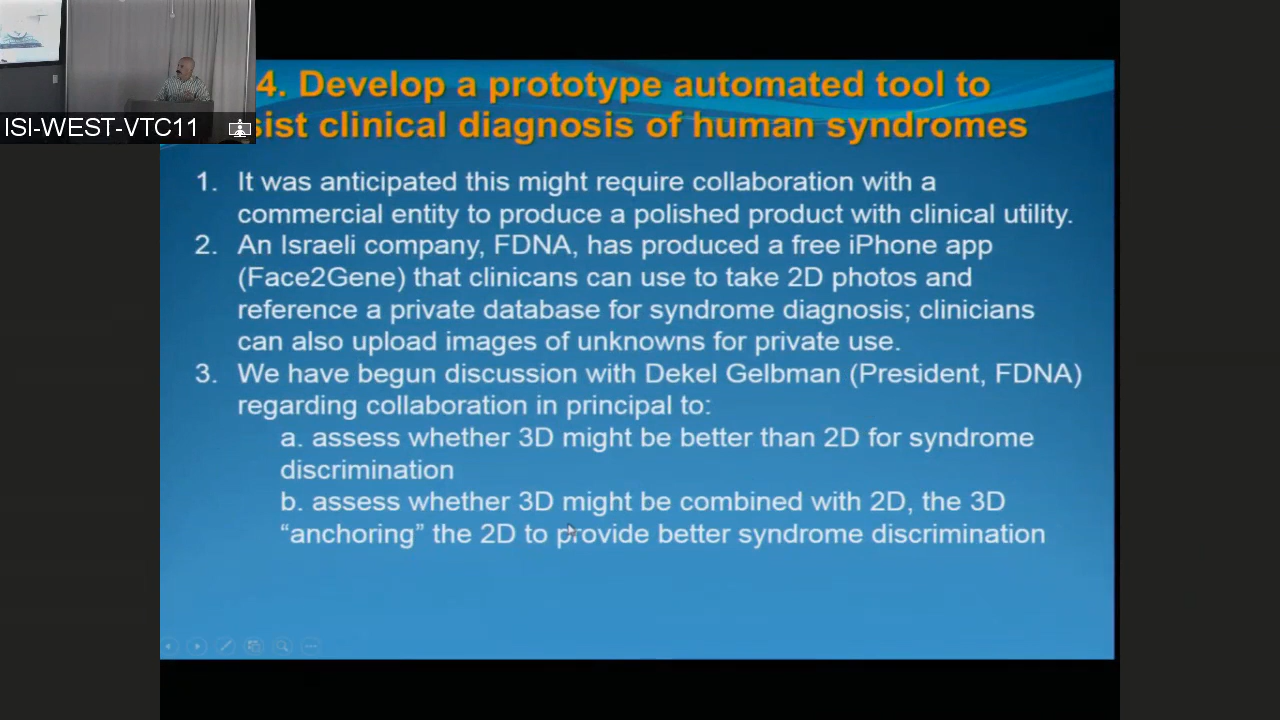 4. Develop a prototype automated tool to
sist clinical diagnosis of human syndromes
ISI-WEST-VTC11
1. It was anticipated this might require collaboration with a
commercial entity to produce a polished product with clinical utility.
2. An Israeli company, FDNA, has produced a free iPhone app
(Face2Gene) that clinicans can use to take 2D photos and
reference a private database for syndrome diagnosis; clinicians
can also upload images of unknowns for private use.
3. We have begun discussion with Dekel Gelbman (President, FDNA)
regarding collaboration in principal to:
a. assess whether 3D might be better than 2D for syndrome
discrimination
b. assess whether 3D might be combined with 2D, the 3D
“anchoring” the 2D to provide better syndrome discrimination